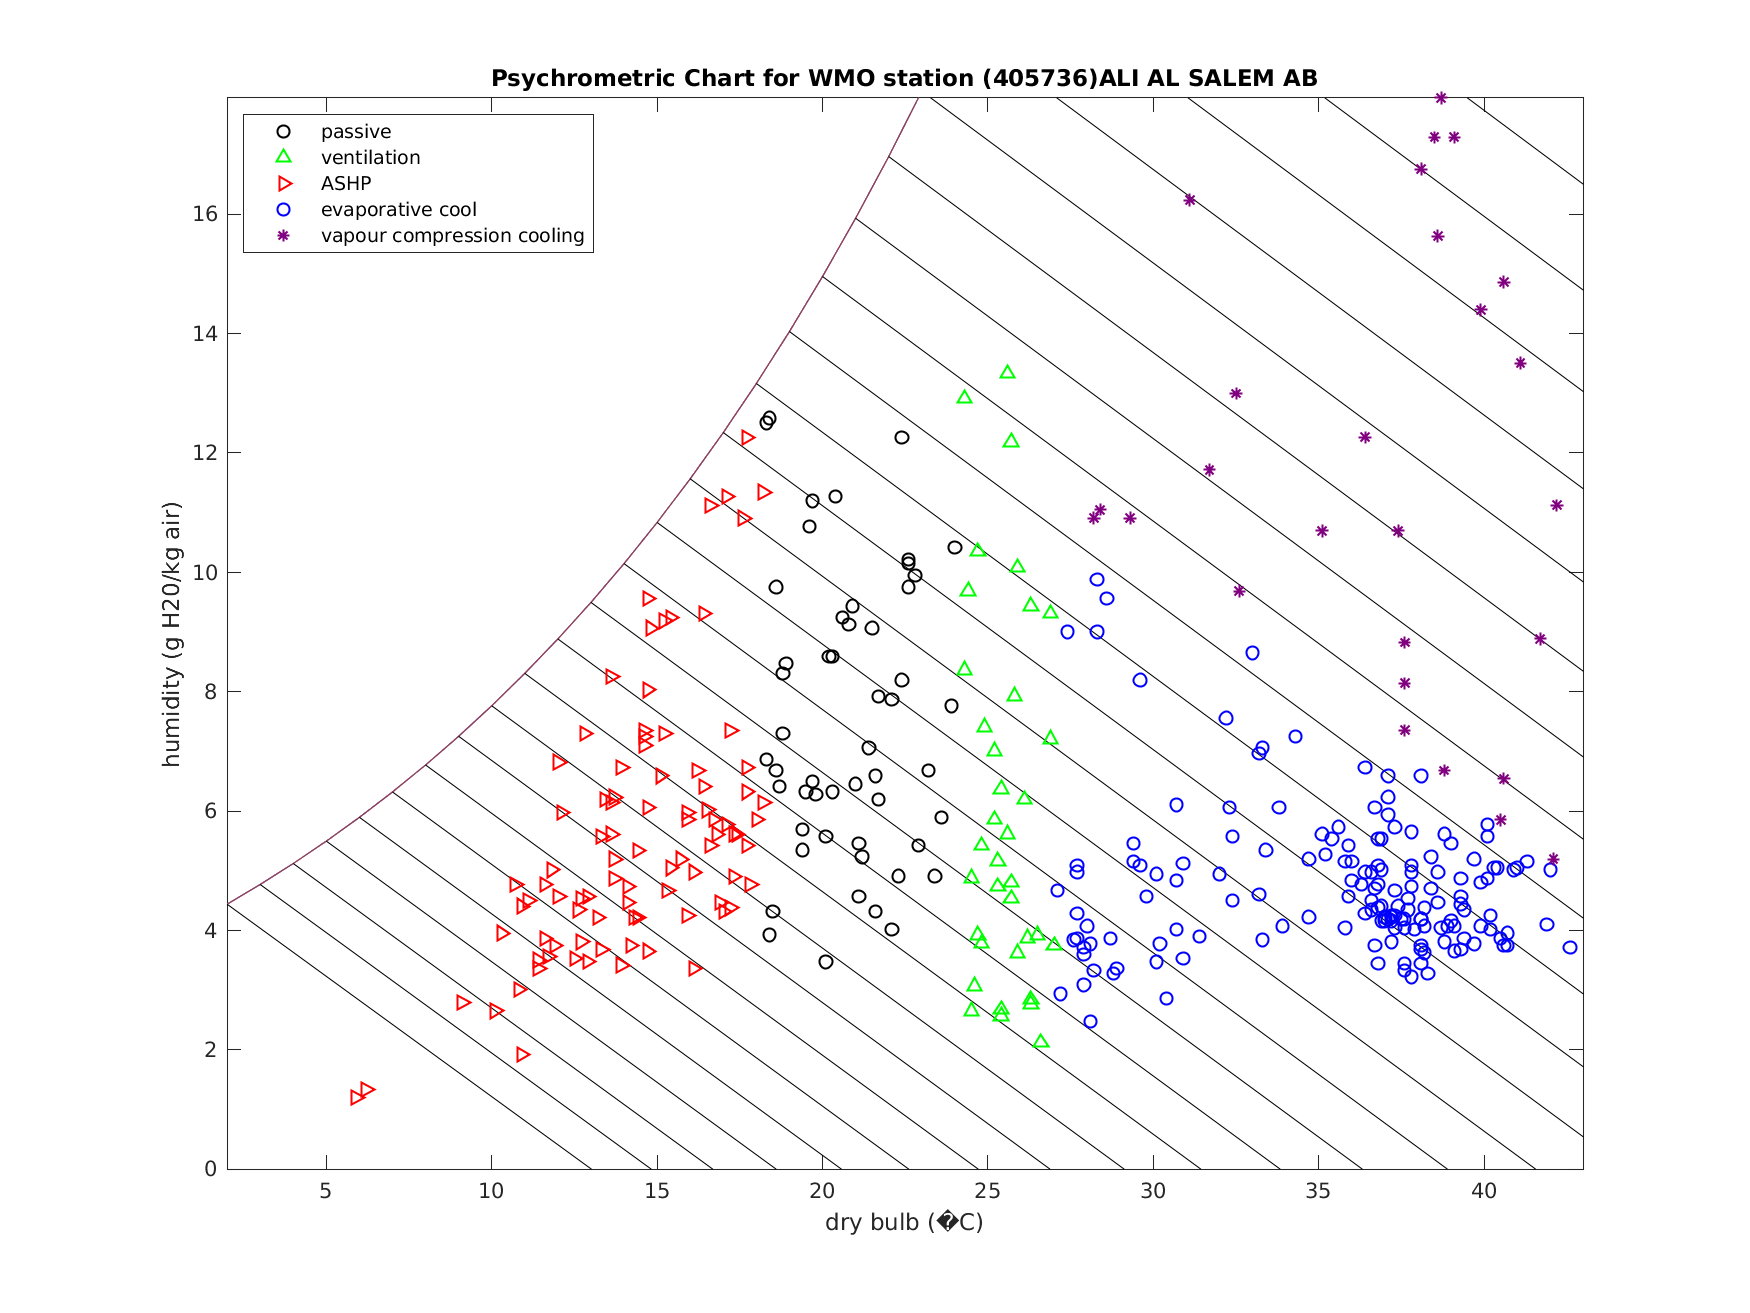 Psychrometric Chart for WMO station (405736)ALI AL SALEM AB
passive
ventilation
ASHP
evaporative cool
vapour compression cooling
humidity (g H20/kg air)
16
14
12
10
8
6
4
2
0
5 10 15 20 25 30 35 40
dry bulb (�C)